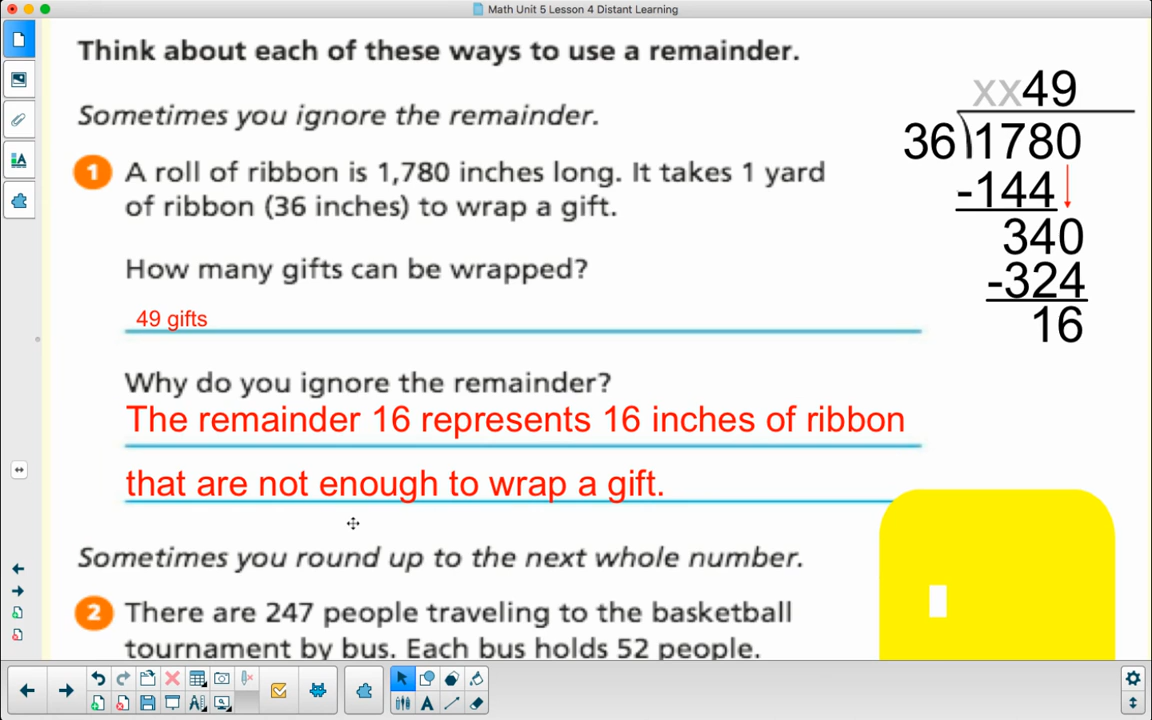 Math Unit 5 Lesson 4 Distant Learning
Think about each of these ways to use a remainder.
Sometimes you ignore the remainder.
1 A roll of ribbon is 1,780 inches long. It takes 1 yard
of ribbon (36 inches) to wrap a gift.
How many gifts can be wrapped?
49 gifts
Why do you ignore the remainder?
The remainder 16 represents 16 inches of ribbon
that are not enough to wrap a gift.
Sometimes you round up to the next whole number.
2 There are 247 people traveling to the basketball
tournament by bus. Each bus holds 52 people.
xx49
36)1780
-144
340
-324
16